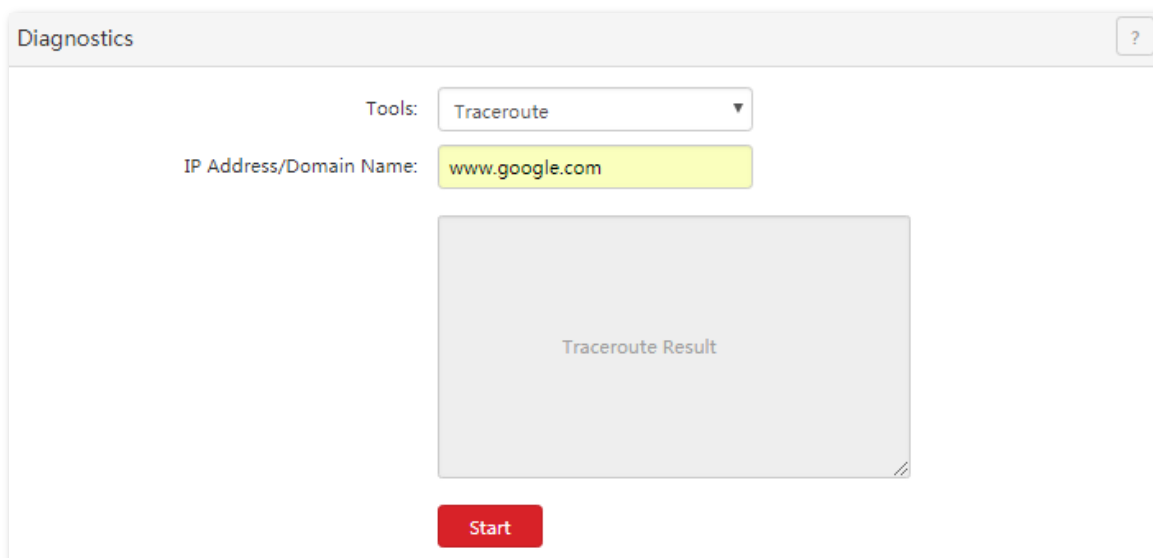 Diagnostics
?
Tools: Traceroute
IP Address/Domain Name: www.google.com
Traceroute Result
Start